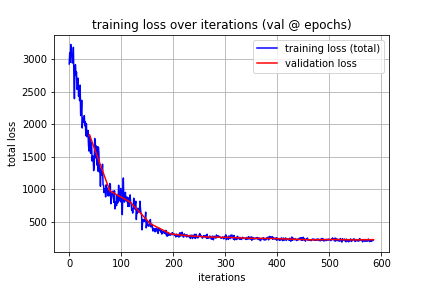 training loss over iterations (val @ epochs)
training loss (total)
validation loss
total loss
3000
2500
2000
1500
1000
500
0 100 200 300 400 500 600
iterations